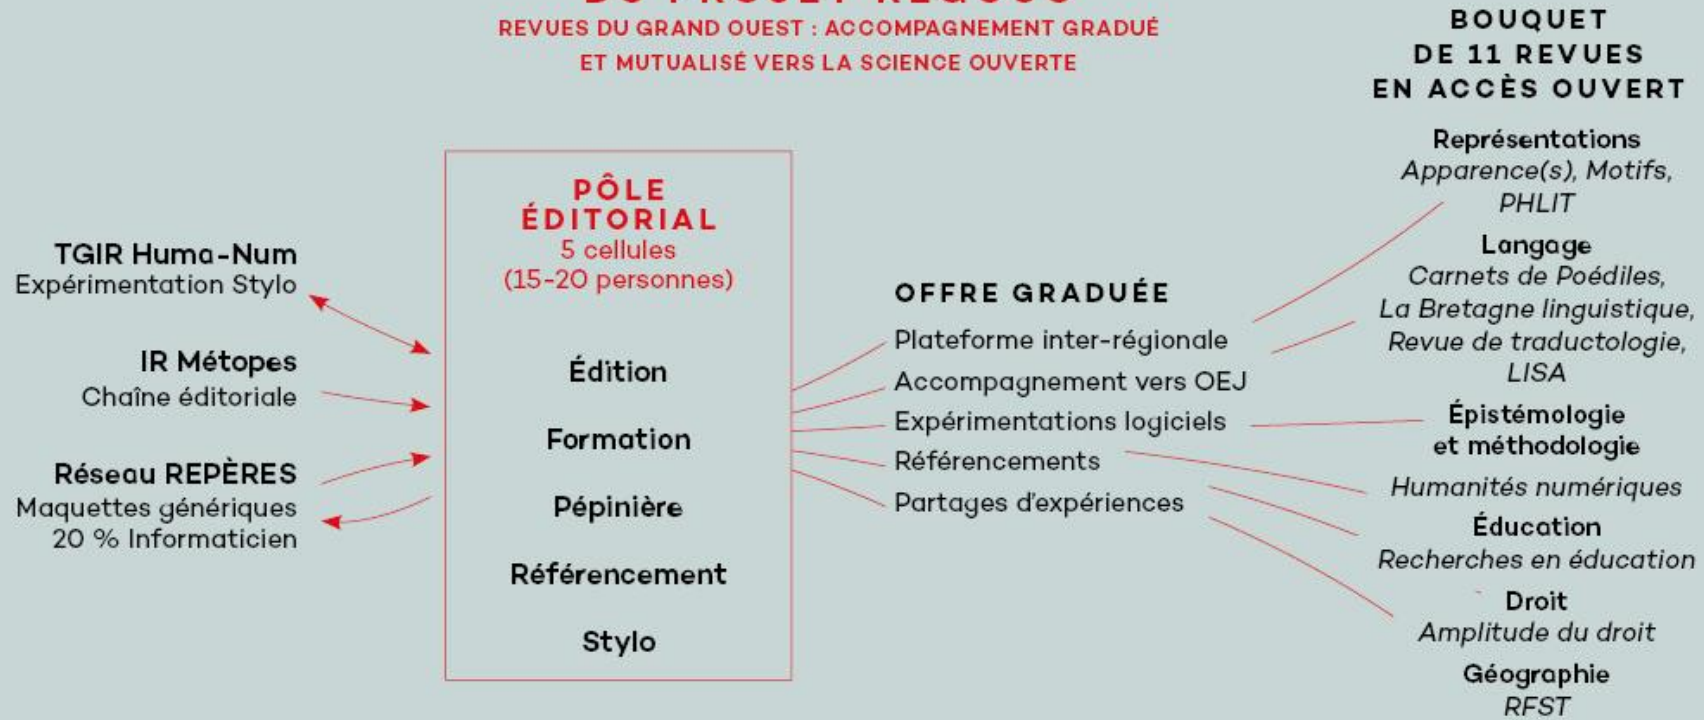 DU PROJET REGUOO
REVUES DU GRAND OUEST : ACCOMPAGNEMENT GRADUÉ
ET MUTUALISÉ VERS LA SCIENCE OUVERTE
TGIR Huma-Num
Expérimentation Stylo
IR Métopes
Chaîne éditoriale
Réseau REPÈRES
Maquettes génériques
20 % Informaticien
PÔLE
ÉDITORIAL
5 cellules
(15-20 personnes)
Édition
Formation
Pépinière
Référencement
Stylo
OFFRE GRADUÉE
Plateforme inter-régionale
Accompagnement vers OEJ
Expérimentations logiciels
Référencements
Partages d'expériences
BOUQUET
DE 11 REVUES
EN ACCÈS OUVERT
Représentations
Apparence(s), Motifs,
PHLIT
Langage
Carnets de Poédiles,
La Bretagne linguistique,
Revue de traductologie,
LISA
Épistémologie
et méthodologie
Humanités numériques
Éducation
Recherches en éducation
Droit
Amplitude du droit
Géographie
RFST